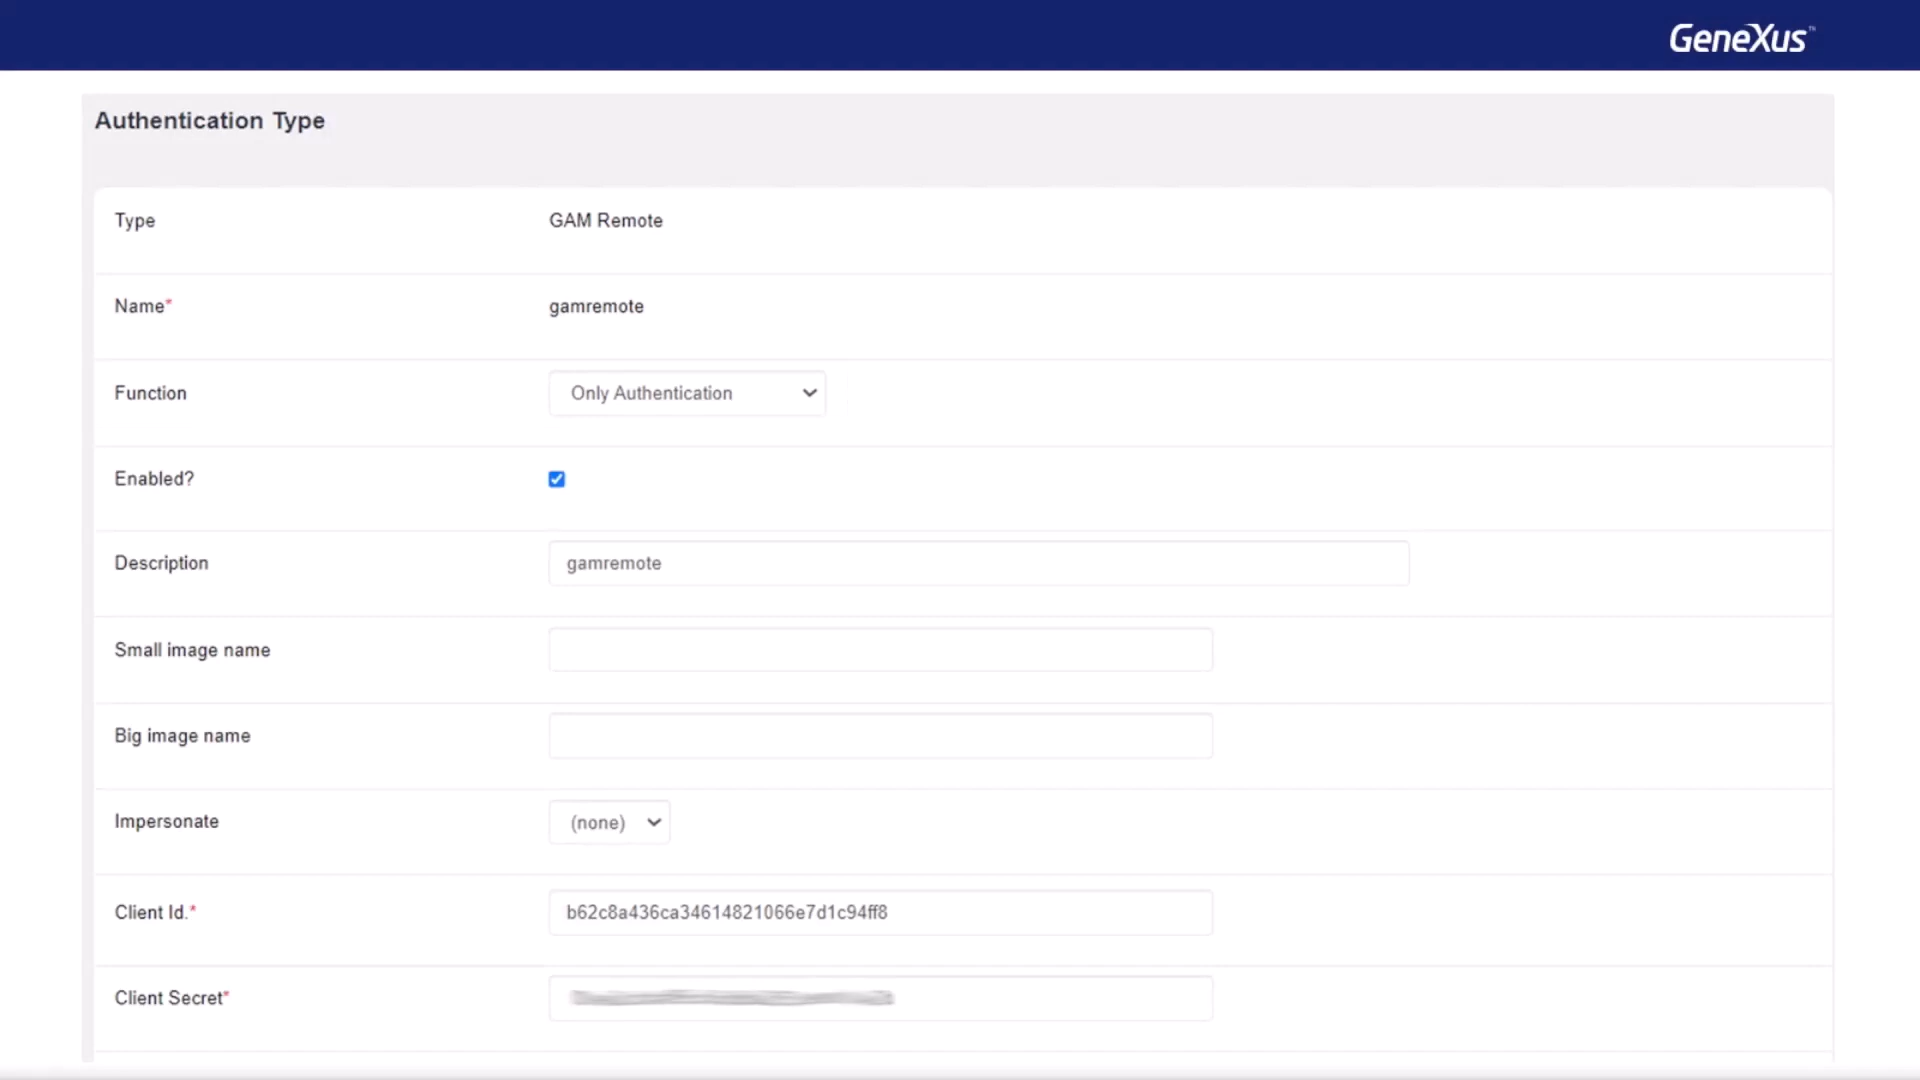 GeneXus™
Authentication Type
Type GAM Remote
Name* gamremote
Function Only Authentication
Enabled?
Description gamremote
Small image name
Big image name
Impersonate (none)
Client Id.* b62c8a436ca34614821066e7d1c94ff8
Client Secret*